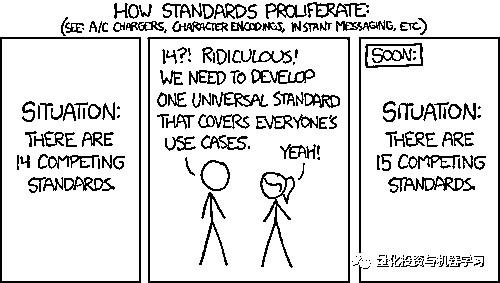 HOW STANDARDS PROLIFERATE:
(SEE: A/C CHARGERS, CHARACTER ENCODINGS, INSTANT MESSAGING, ETC.)
SITUATION:
THERE ARE
14 COMPETING
STANDARDS.
14?! RIDICULOUS!
WE NEED TO DEVELOP
ONE UNIVERSAL STANDARD
THAT COVERS EVERYONE'S
USE CASES.
YEAH!
SOON:
SITUATION:
THERE ARE
15 COMPETING
STANDARDS.
量化投资与机器学习